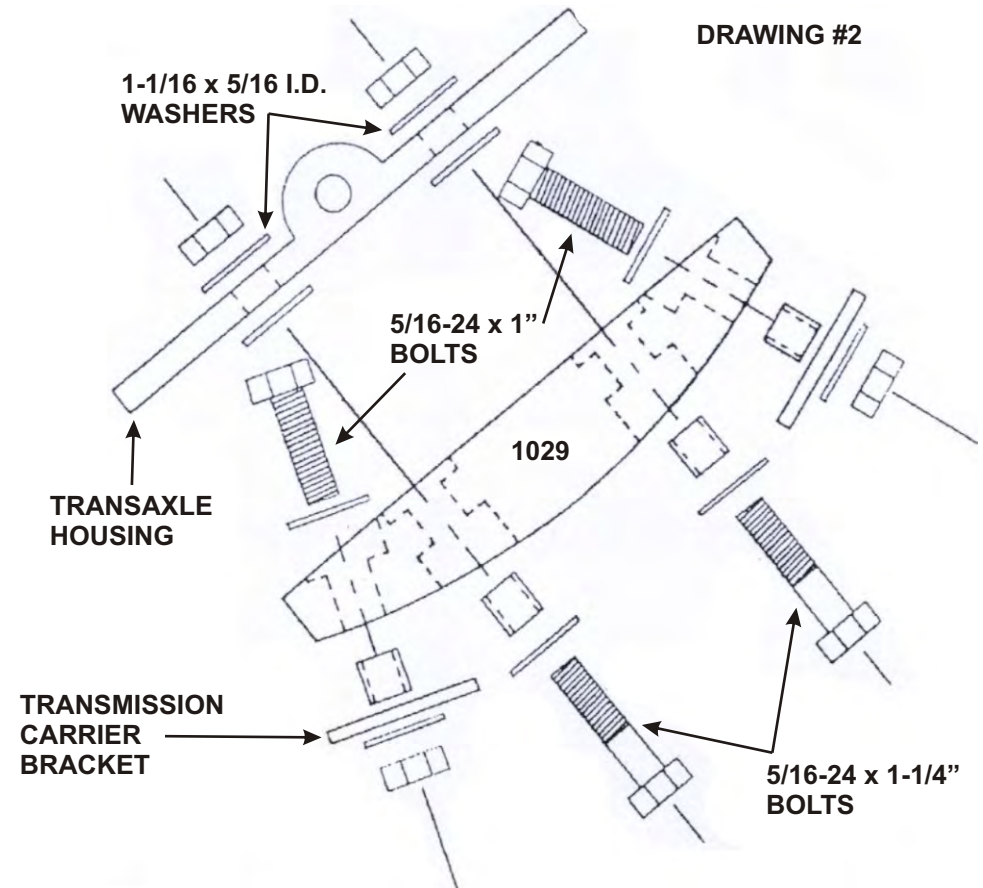 DRAWING #2
1-1/16 x 5/16 I.D.
WASHERS
5/16-24 x 1”
BOLTS
1029
TRANSAXLE
HOUSING
TRANSMISSION
CARRIER
BRACKET
5/16-24 x 1-1/4”
BOLTS